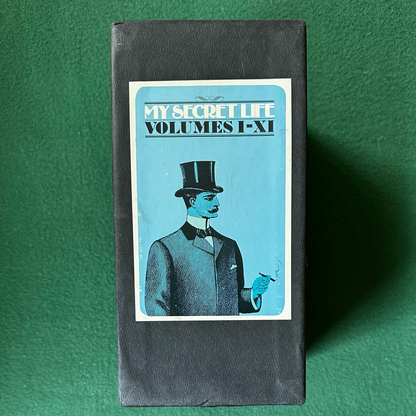 MY SECRET LIFE
VOLUMES I-XI